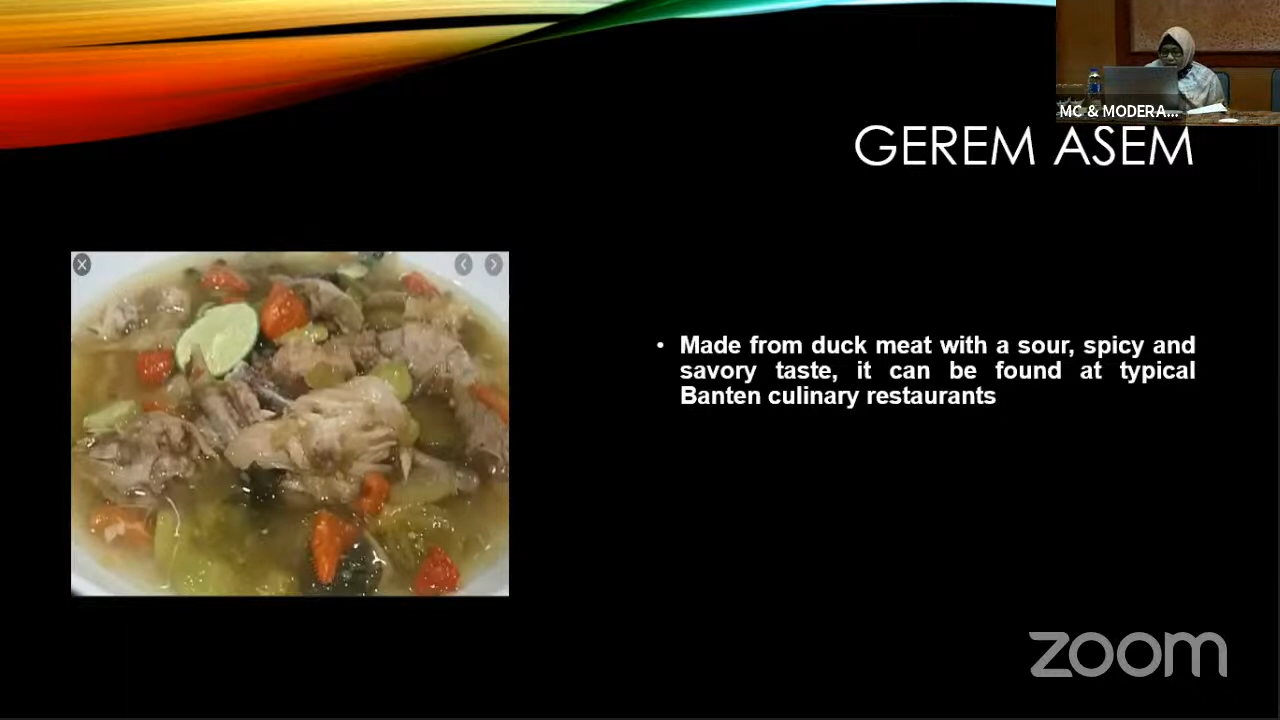 MC & MODERA...
GEREM ASEM
• Made from duck meat with a sour, spicy and
savory taste, it can be found at typical
Banten culinary restaurants
zoom